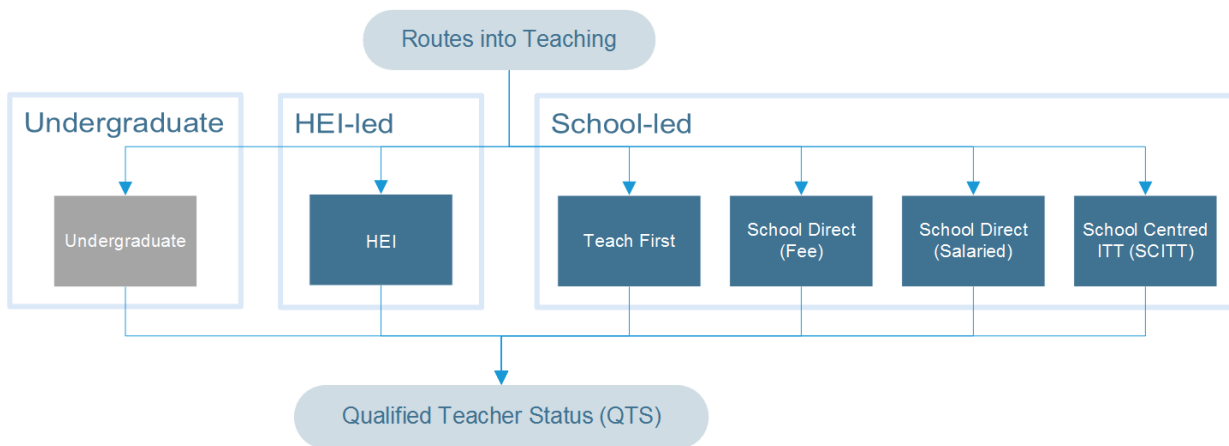 Routes into Teaching
Undergraduate
HEI-led
School-led
Undergraduate
HEI
Teach First
School Direct
(Fee)
School Direct
(Salaried)
School Centred
ITT (SCITT)
Qualified Teacher Status (QTS)